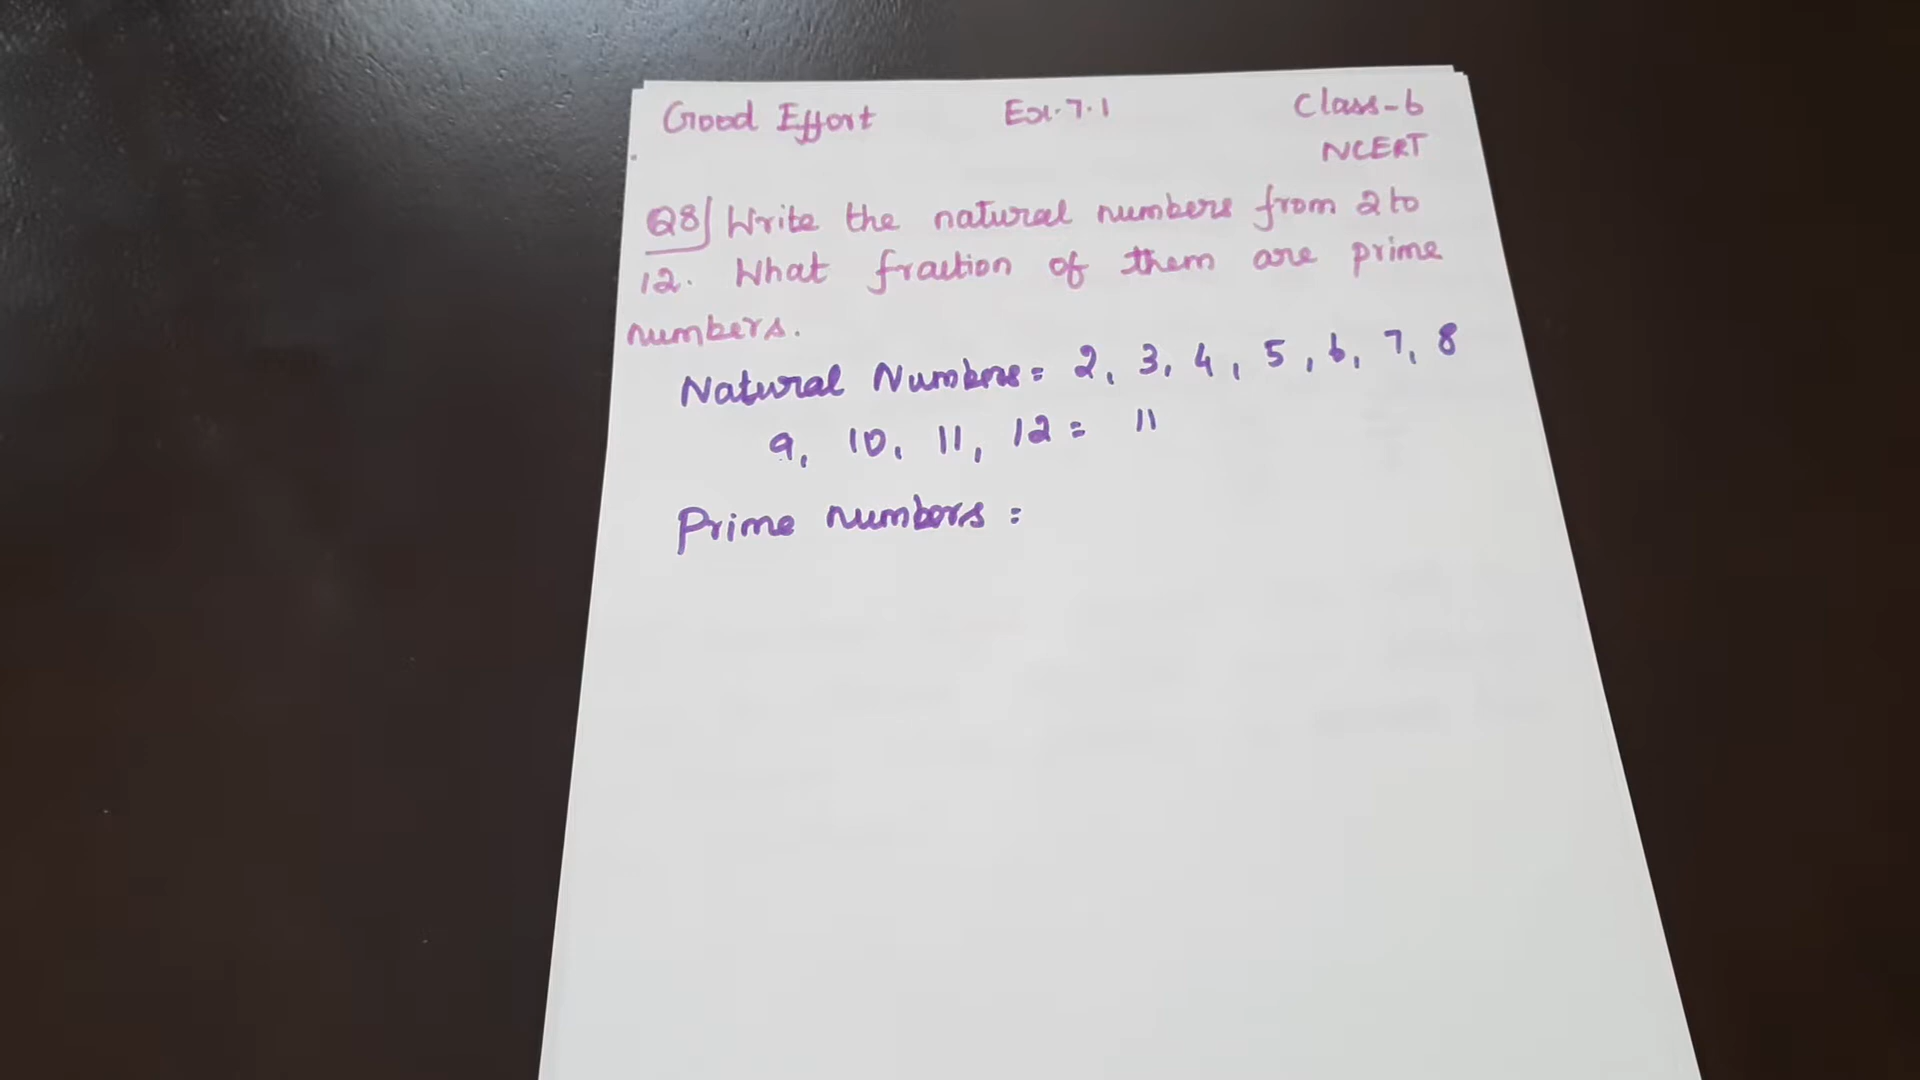 Good Effort Ex.7.1 Class-6
NCERT
Q8 Write the natural numbers from 2 to
12. What fraction of them are prime
numbers.
Natural Numbers = 2, 3, 4, 5, 6, 7, 8
9, 10, 11, 12 = 11
Prime numbers =